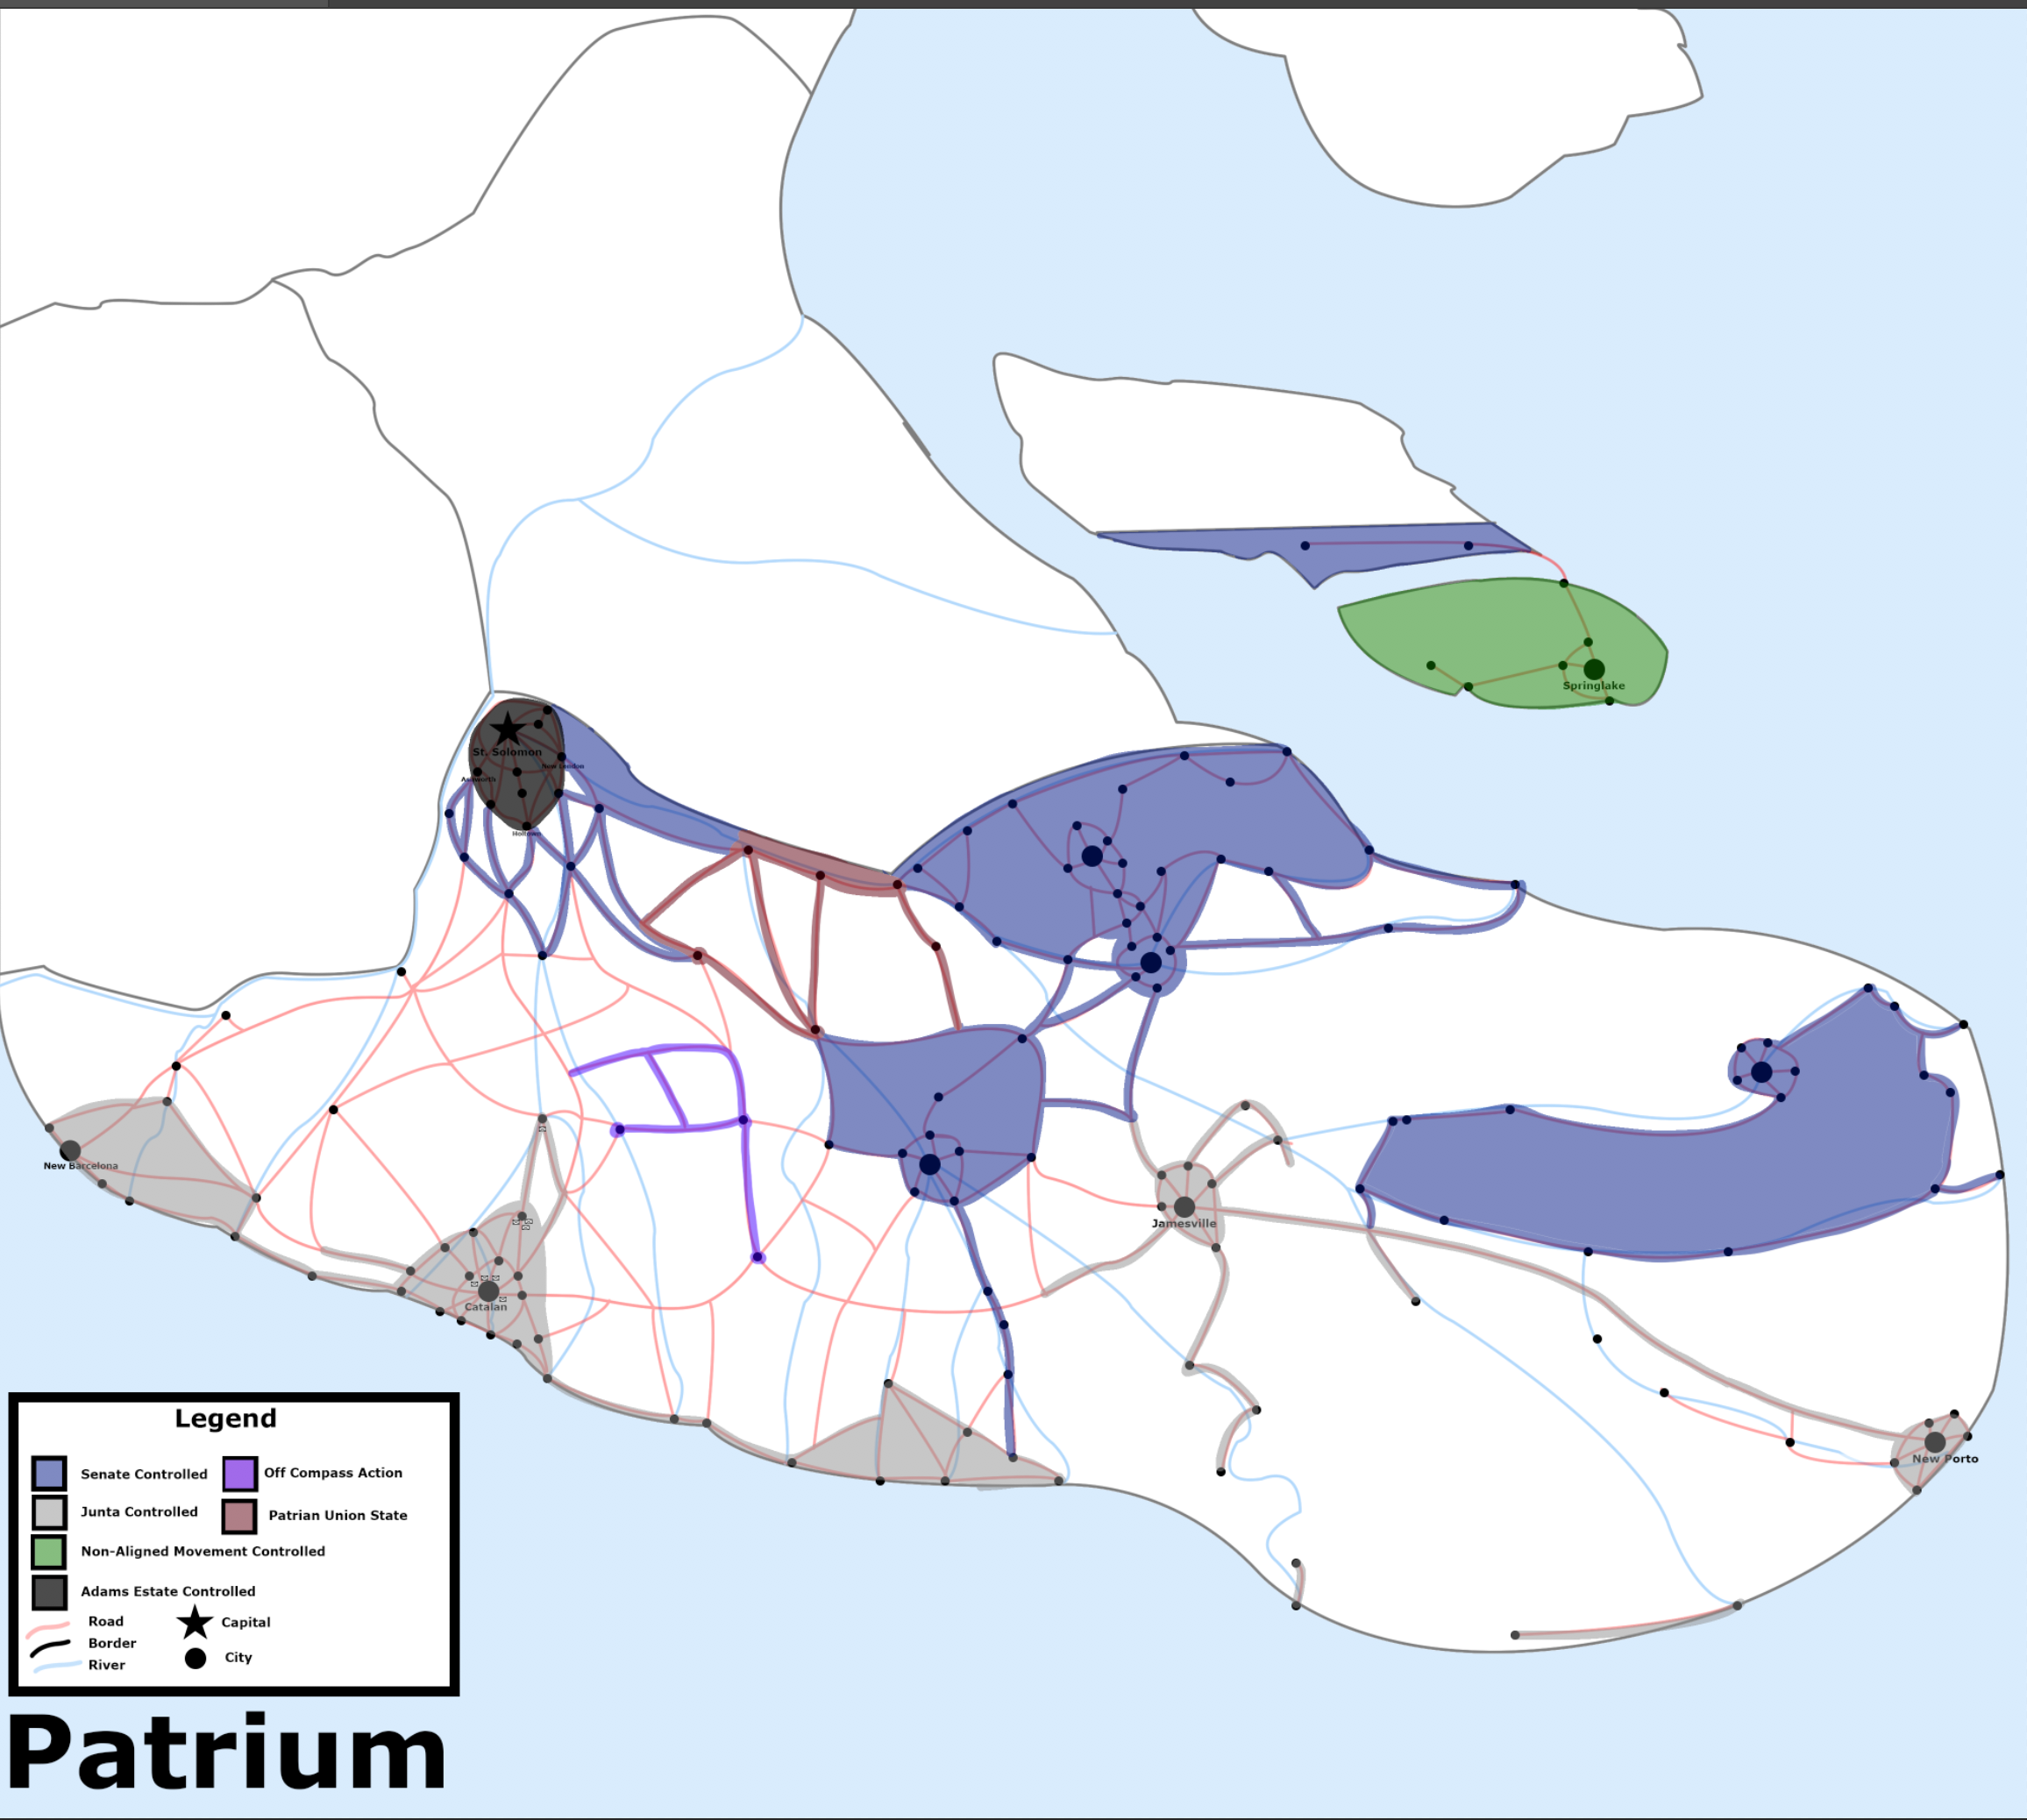 Springlake
St. Solomon
New London
Ashworth
New Barcelona
Jamesville
Catalan
New Porto
Legend
Senate Controlled
Off Compass Action
Junta Controlled
Patrian Union State
Non-Aligned Movement Controlled
Adams Estate Controlled
Road
Capital
Border
River
City
Patrium